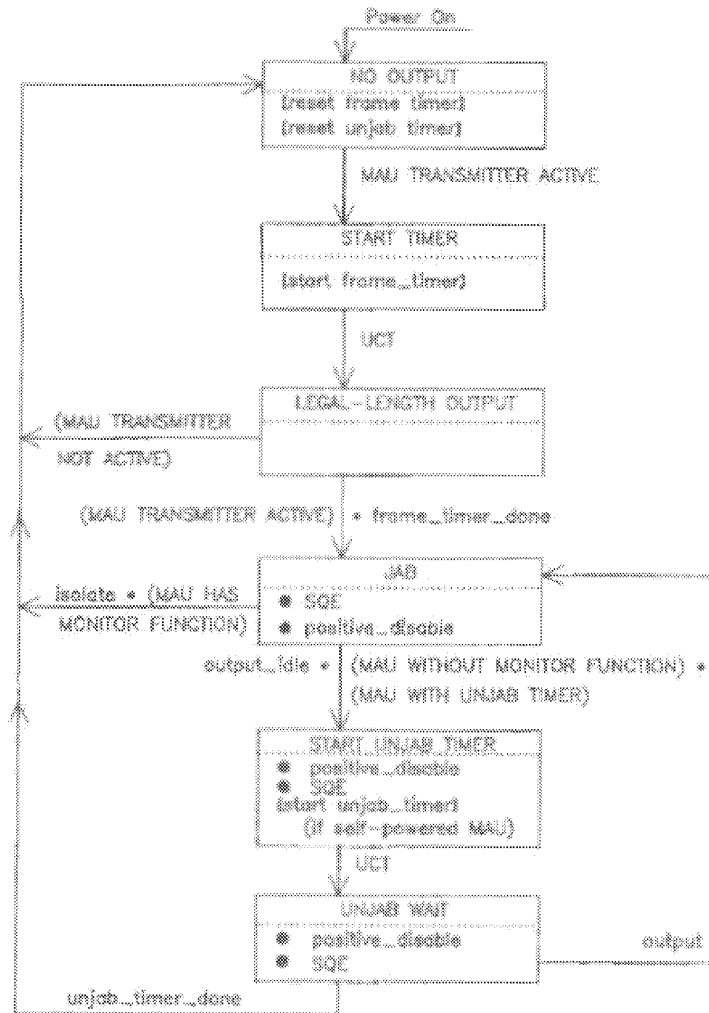 Power On
NO OUTPUT
[reset frame timer]
[reset unjab timer]
MAU TRANSMITTER ACTIVE
START TIMER
[start frame_timer]
UCT
LEGAL-LENGTH OUTPUT
(MAU TRANSMITTER
NOT ACTIVE)
(MAU TRANSMITTER ACTIVE) • frame_timer_done
JAB
isolate • (MAU HAS
MONITOR FUNCTION)
● SQE
● positive_disable
output_idle • (MAU WITHOUT MONITOR FUNCTION) •
(MAU WITH UNJAB TIMER)
START UNJAB TIMER
● positive_disable
● SQE
[start unjab_timer]
(if self-powered MAU)
UCT
UNJAB WAIT
● positive_disable
● SQE
output
unjab_timer_done